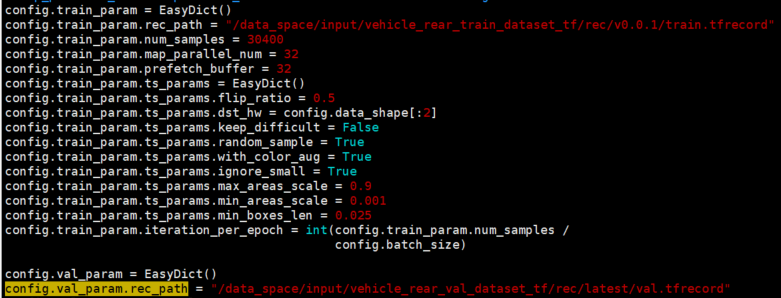 config.train_param = EasyDict()
config.train_param.rec_path = "/data_space/input/vehicle_rear_train_dataset_tf/rec/v0.0.1/train.tfrecord"
config.train_param.num_samples = 30400
config.train_param.map_parallel_num = 32
config.train_param.prefetch_buffer = 32
config.train_param.ts_params = EasyDict()
config.train_param.ts_params.flip_ratio = 0.5
config.train_param.ts_params.dst_hw = config.data_shape[:2]
config.train_param.ts_params.keep_difficult = False
config.train_param.ts_params.random_sample = True
config.train_param.ts_params.with_color_aug = True
config.train_param.ts_params.ignore_small = True
config.train_param.ts_params.max_areas_scale = 0.9
config.train_param.ts_params.min_areas_scale = 0.001
config.train_param.ts_params.min_boxes_len = 0.025
config.train_param.iteration_per_epoch = int(config.train_param.num_samples /
config.batch_size)
config.val_param = EasyDict()
config.val_param.rec_path = "/data_space/input/vehicle_rear_val_dataset_tf/rec/latest/val.tfrecord"